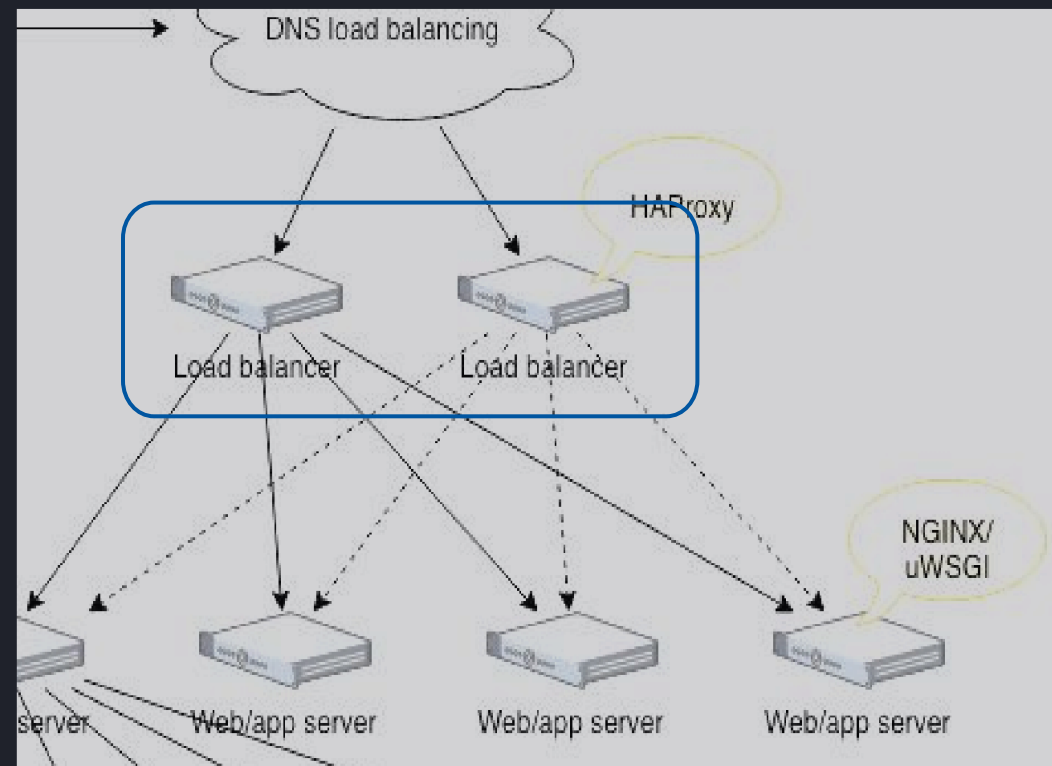 DNS load balancing
HAProxy
Load balancer
Load balancer
NGINX/
uWSGI
server
Web/app server
Web/app server
Web/app server